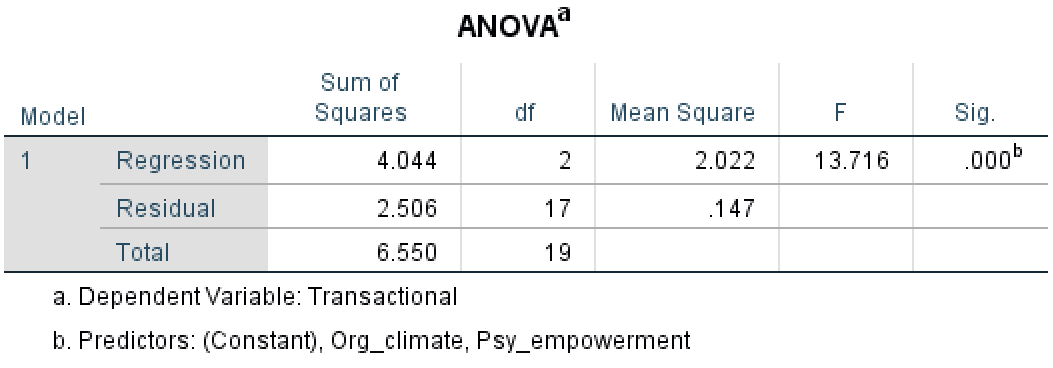 ANOVAa
Model Sum of Squares df Mean Square F Sig.
1 Regression 4.044 2 2.022 13.716 .000b
Residual 2.506 17 .147
Total 6.550 19
a. Dependent Variable: Transactional
b. Predictors: (Constant), Org_climate, Psy_empowerment